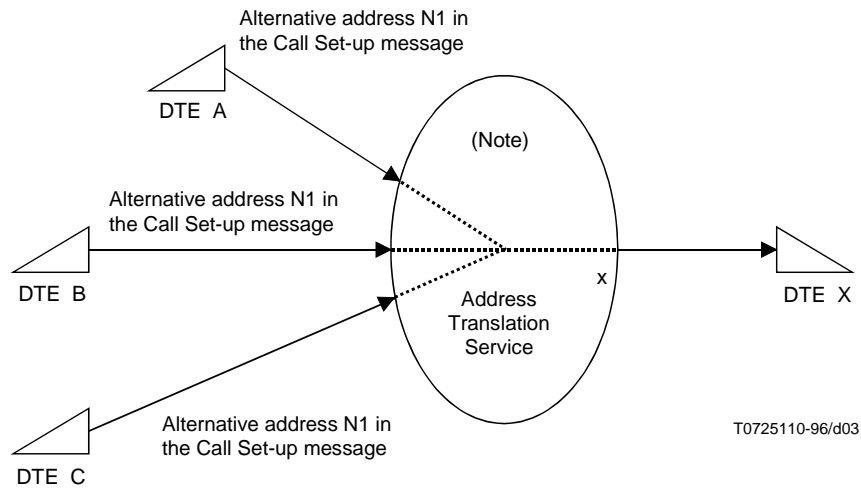 Alternative address N1 in
the Call Set-up message
DTE A
(Note)
Alternative address N1 in
the Call Set-up message
DTE B
x
DTE X
Address
Translation
Service
Alternative address N1 in
the Call Set-up message
T0725110-96/d03
DTE C